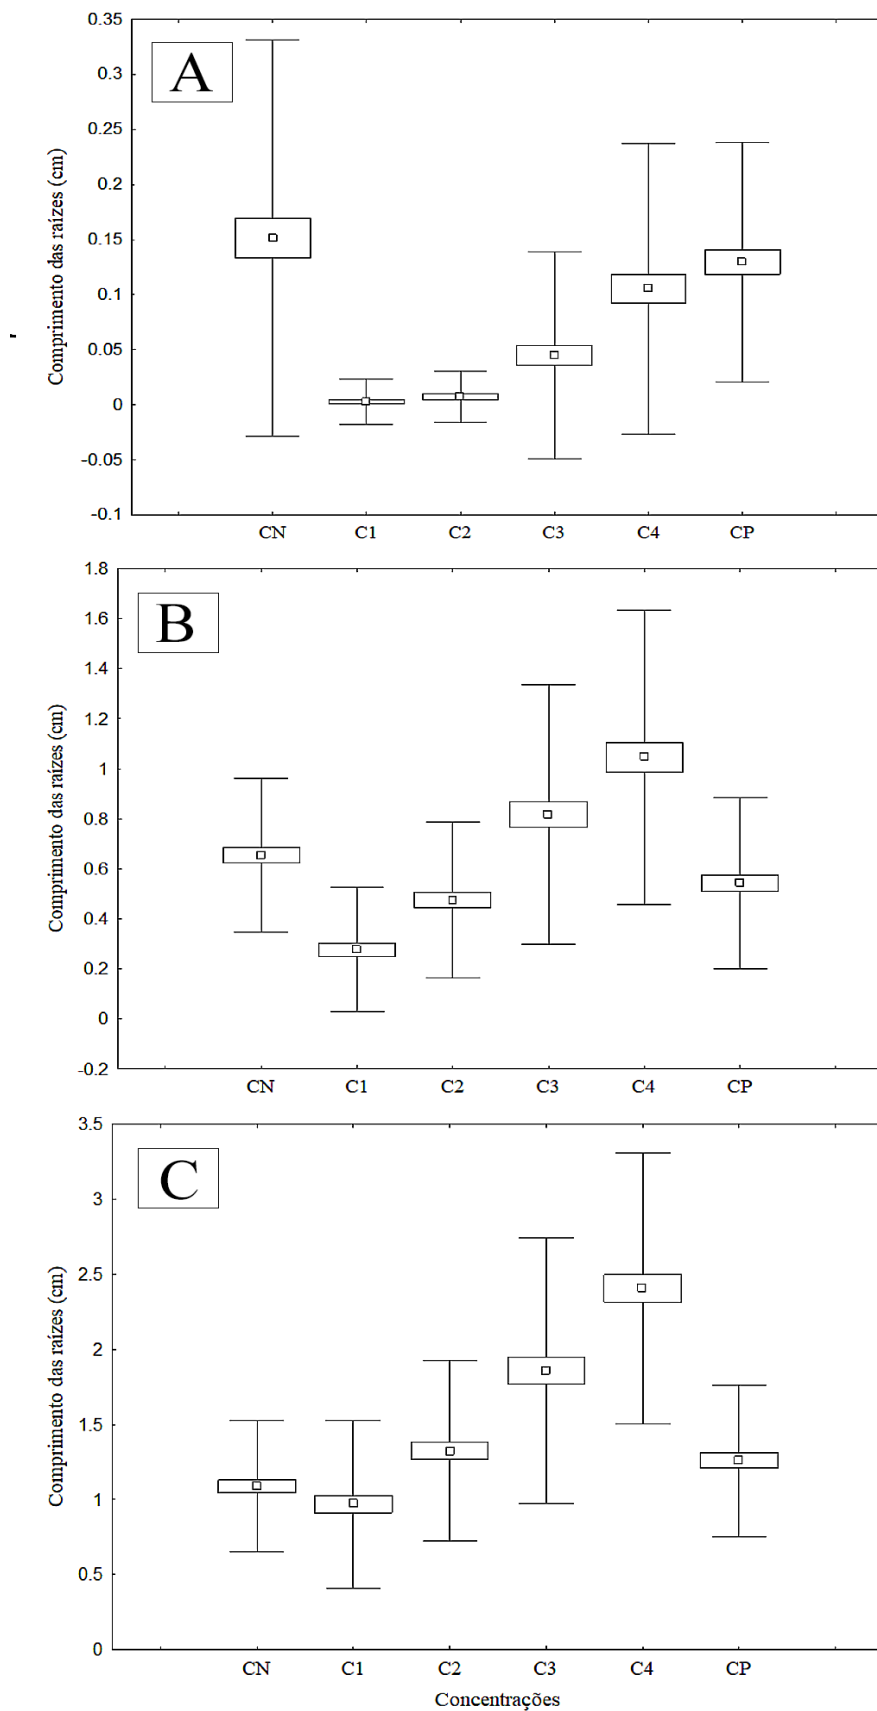 A
Comprimento das raízes (cm)
0.35
0.3
0.25
0.2
0.15
0.1
0.05
0
-0.05
-0.1
CN C1 C2 C3 C4 CP
B
Comprimento das raízes (cm)
1.8
1.6
1.4
1.2
1
0.8
0.6
0.4
0.2
0
-0.2
CN C1 C2 C3 C4 CP
C
Comprimento das raízes (cm)
3.5
3
2.5
2
1.5
1
0.5
0
CN C1 C2 C3 C4 CP
Concentrações